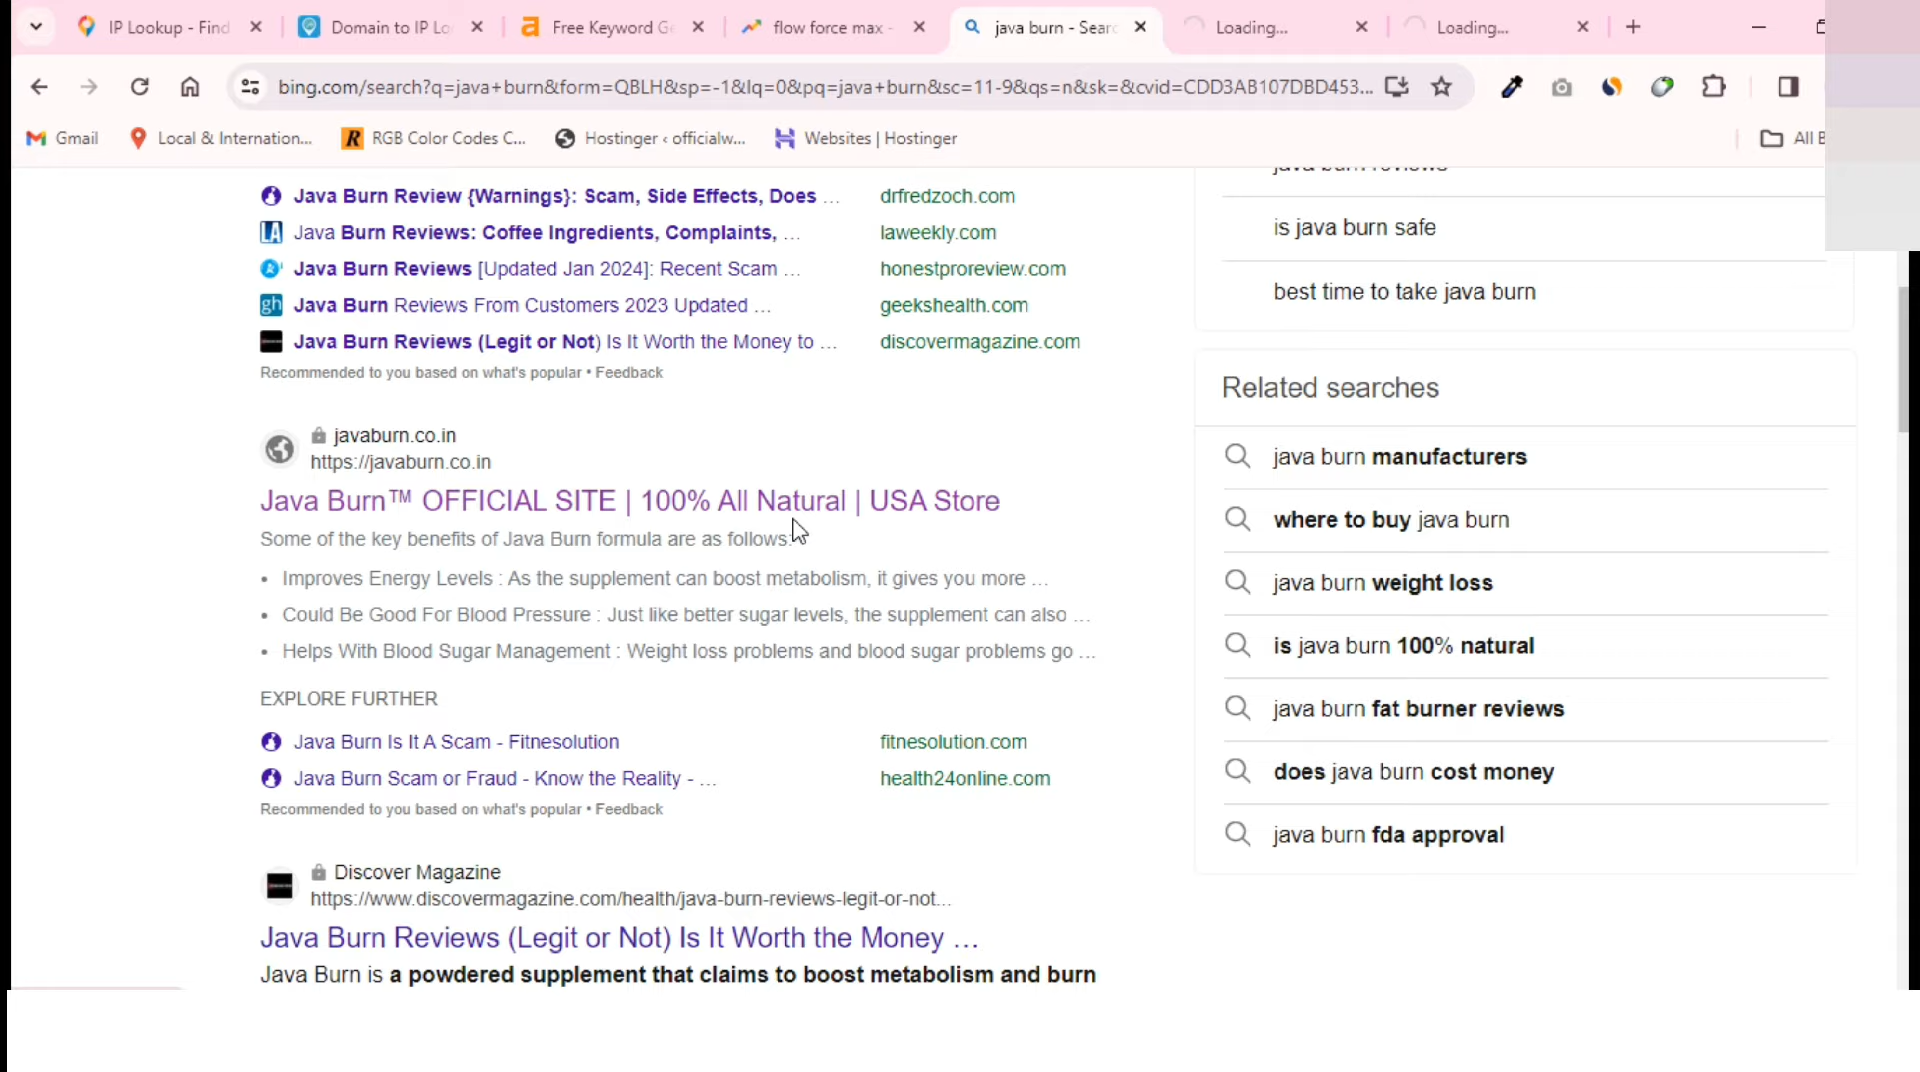 IP Lookup - Find
Domain to IP Lo
Free Keyword Ge
flow force max -
java burn - Searc
Loading...
Loading...
bing.com/search?q=java+burn&form=QBLH&sp=-1&lq=0&pq=java+burn&sc=11-9&qs=n&sk=&cvid=CDD3AB107DBD453...
Gmail
Local & Internation...
RGB Color Codes C...
Hostinger ‹ officialw...
Websites | Hostinger
All B
Java Burn Review {Warnings}: Scam, Side Effects, Does ...
drfredzoch.com
Java Burn Reviews: Coffee Ingredients, Complaints, ...
laweekly.com
Java Burn Reviews [Updated Jan 2024]: Recent Scam ...
honestproreview.com
Java Burn Reviews From Customers 2023 Updated ...
geekshealth.com
Java Burn Reviews (Legit or Not) Is It Worth the Money to ...
discovermagazine.com
Recommended to you based on what's popular • Feedback
javaburn.co.in
https://javaburn.co.in
Java Burn™ OFFICIAL SITE | 100% All Natural | USA Store
Some of the key benefits of Java Burn formula are as follows:
• Improves Energy Levels : As the supplement can boost metabolism, it gives you more ...
• Could Be Good For Blood Pressure : Just like better sugar levels, the supplement can also ...
• Helps With Blood Sugar Management : Weight loss problems and blood sugar problems go ...
EXPLORE FURTHER
Java Burn Is It A Scam - Fitnesolution
fitnesolution.com
Java Burn Scam or Fraud - Know the Reality - ...
health24online.com
Recommended to you based on what's popular • Feedback
Discover Magazine
https://www.discovermagazine.com/health/java-burn-reviews-legit-or-not...
Java Burn Reviews (Legit or Not) Is It Worth the Money ...
Java Burn is a powdered supplement that claims to boost metabolism and burn
java burn reviews
is java burn safe
best time to take java burn
Related searches
java burn manufacturers
where to buy java burn
java burn weight loss
is java burn 100% natural
java burn fat burner reviews
does java burn cost money
java burn fda approval